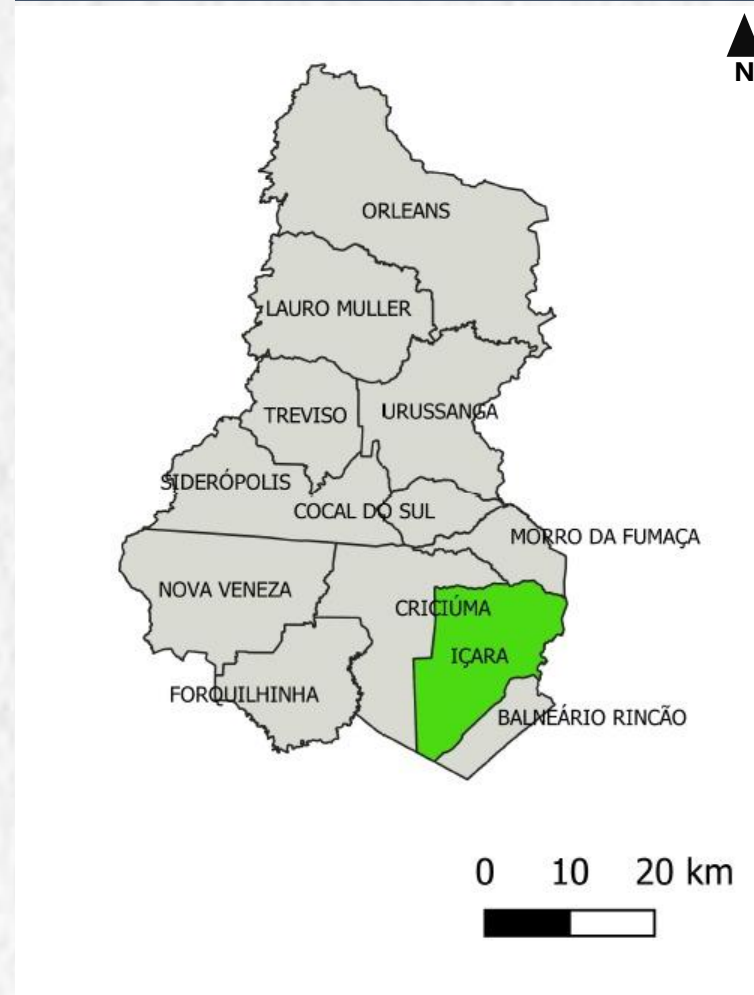 N
ORLEANS
LAURO MULLER
TREVISO
URUSSANGA
SIDERÓPOLIS
COCAL DO SUL
MORRO DA FUMAÇA
NOVA VENEZA
CRICIÚMA
IÇARA
FORQUILHINHA
BALNEÁRIO RINCÃO
0 10 20 km